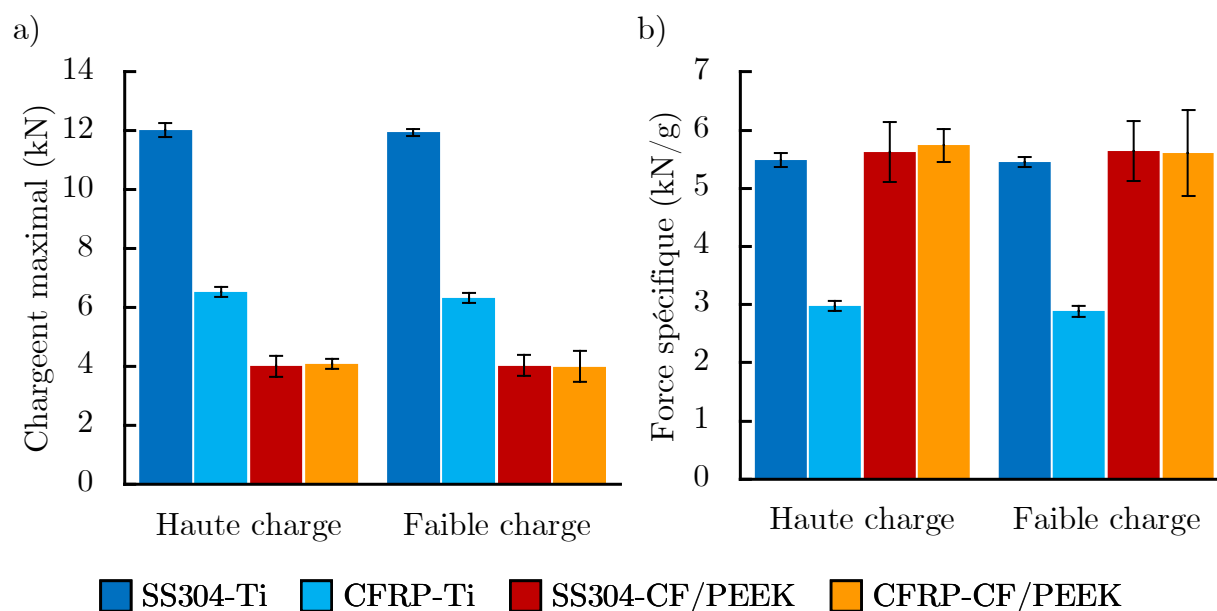 a)
Chargeent maximal (kN)
14
12
10
8
6
4
2
0
Haute charge
Faible charge
b)
Force spécifique (kN/g)
7
6
5
4
3
2
1
0
Haute charge
Faible charge
SS304-Ti
CFRP-Ti
SS304-CF/PEEK
CFRP-CF/PEEK